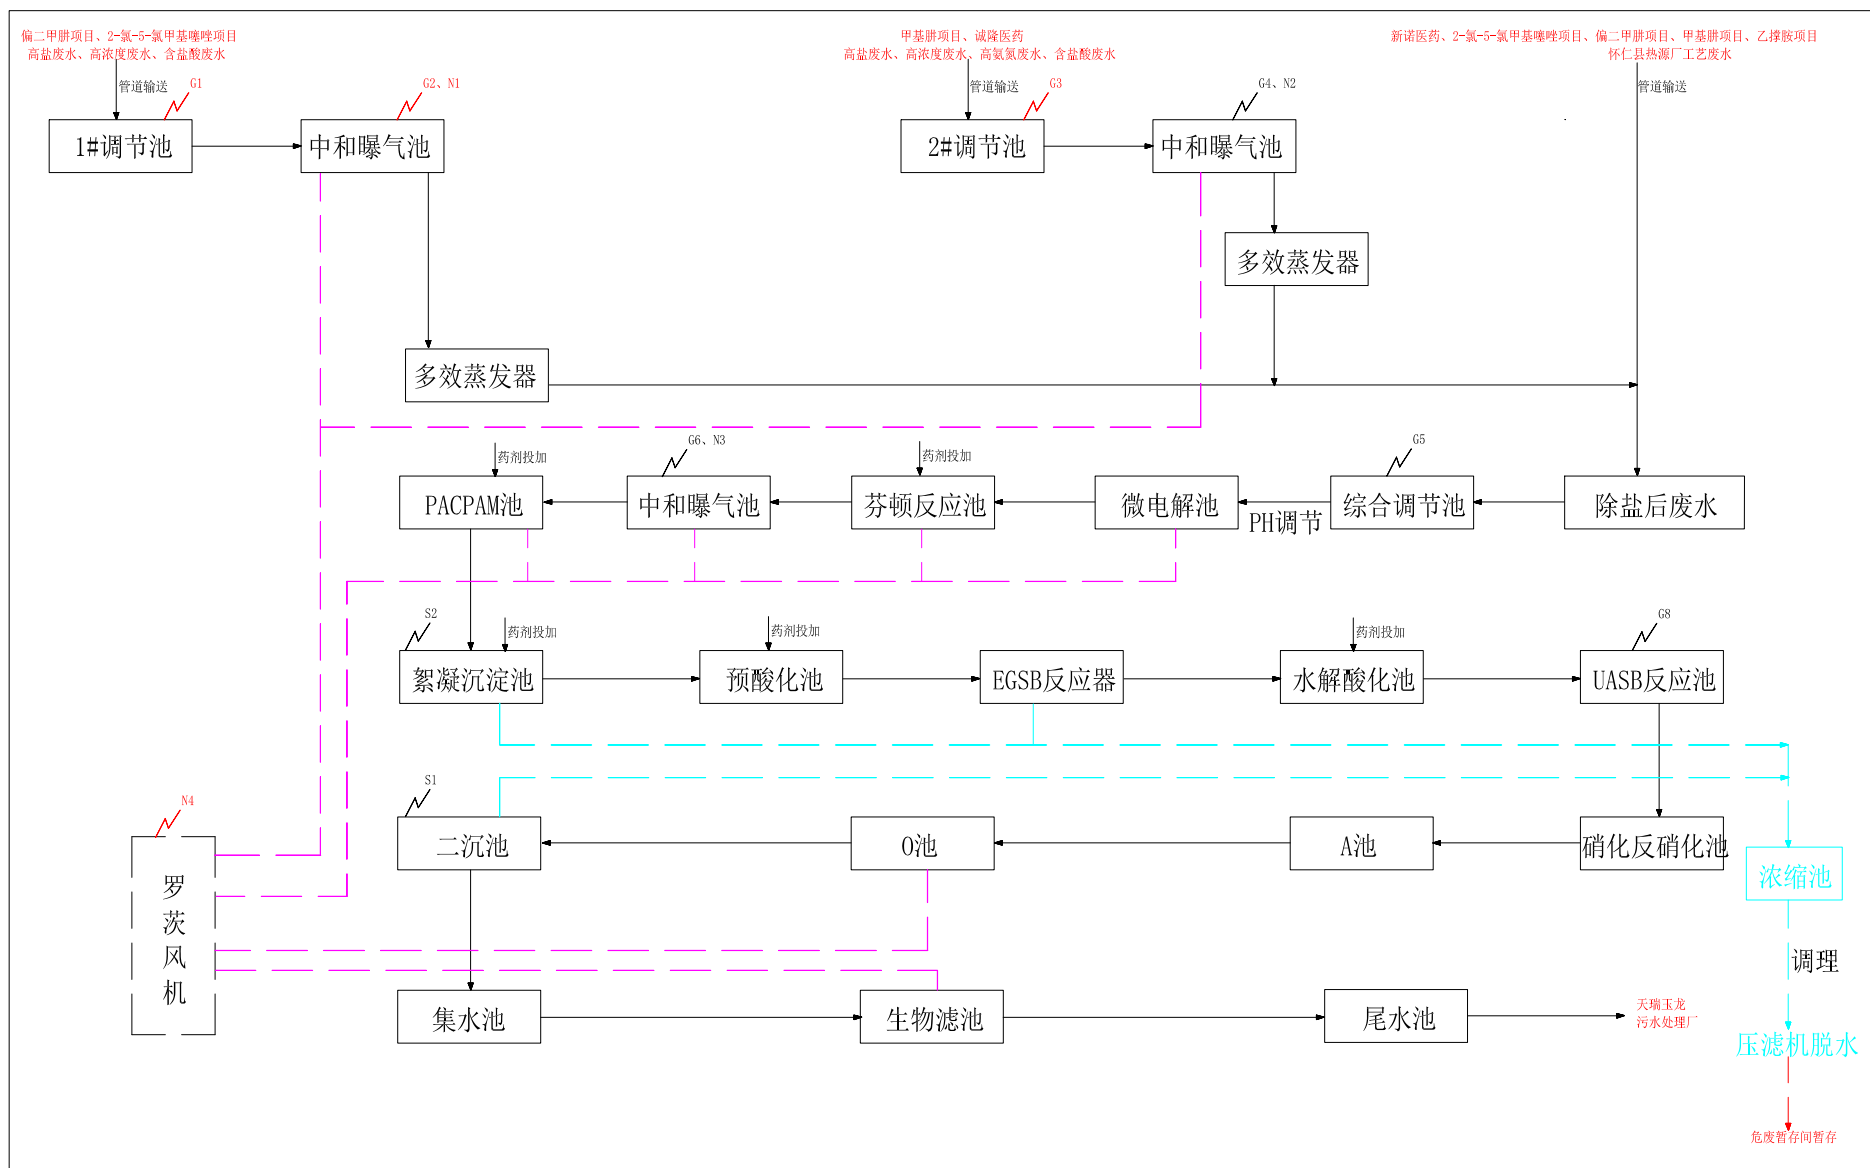 偏二甲肼项目、2-氯-5-氯甲基噻唑项目
高盐废水、高浓度废水、含盐酸废水
甲基肼项目、诚隆医药
高盐废水、高浓度废水、高氨氮废水、含盐酸废水
新诺医药、2-氯-5-氯甲基噻唑项目、偏二甲肼项目、甲基肼项目、乙撑胺项目
怀仁县热源厂工艺废水
管道输送
G1
G2、N1
管道输送
G3
G4、N2
管道输送
1#调节池
中和曝气池
2#调节池
中和曝气池
多效蒸发器
多效蒸发器
药剂投加
G6、N3
药剂投加
G5
PACPAM池
中和曝气池
芬顿反应池
微电解池
PH调节
综合调节池
除盐后废水
S2
药剂投加
药剂投加
药剂投加
G8
絮凝沉淀池
预酸化池
EGSB反应器
水解酸化池
UASB反应池
S1
N4
二沉池
O池
A池
硝化反硝化池
浓缩池
罗
茨
风
机
调理
集水池
生物滤池
尾水池
天瑞玉龙
污水处理厂
压滤机脱水
危废暂存间暂存